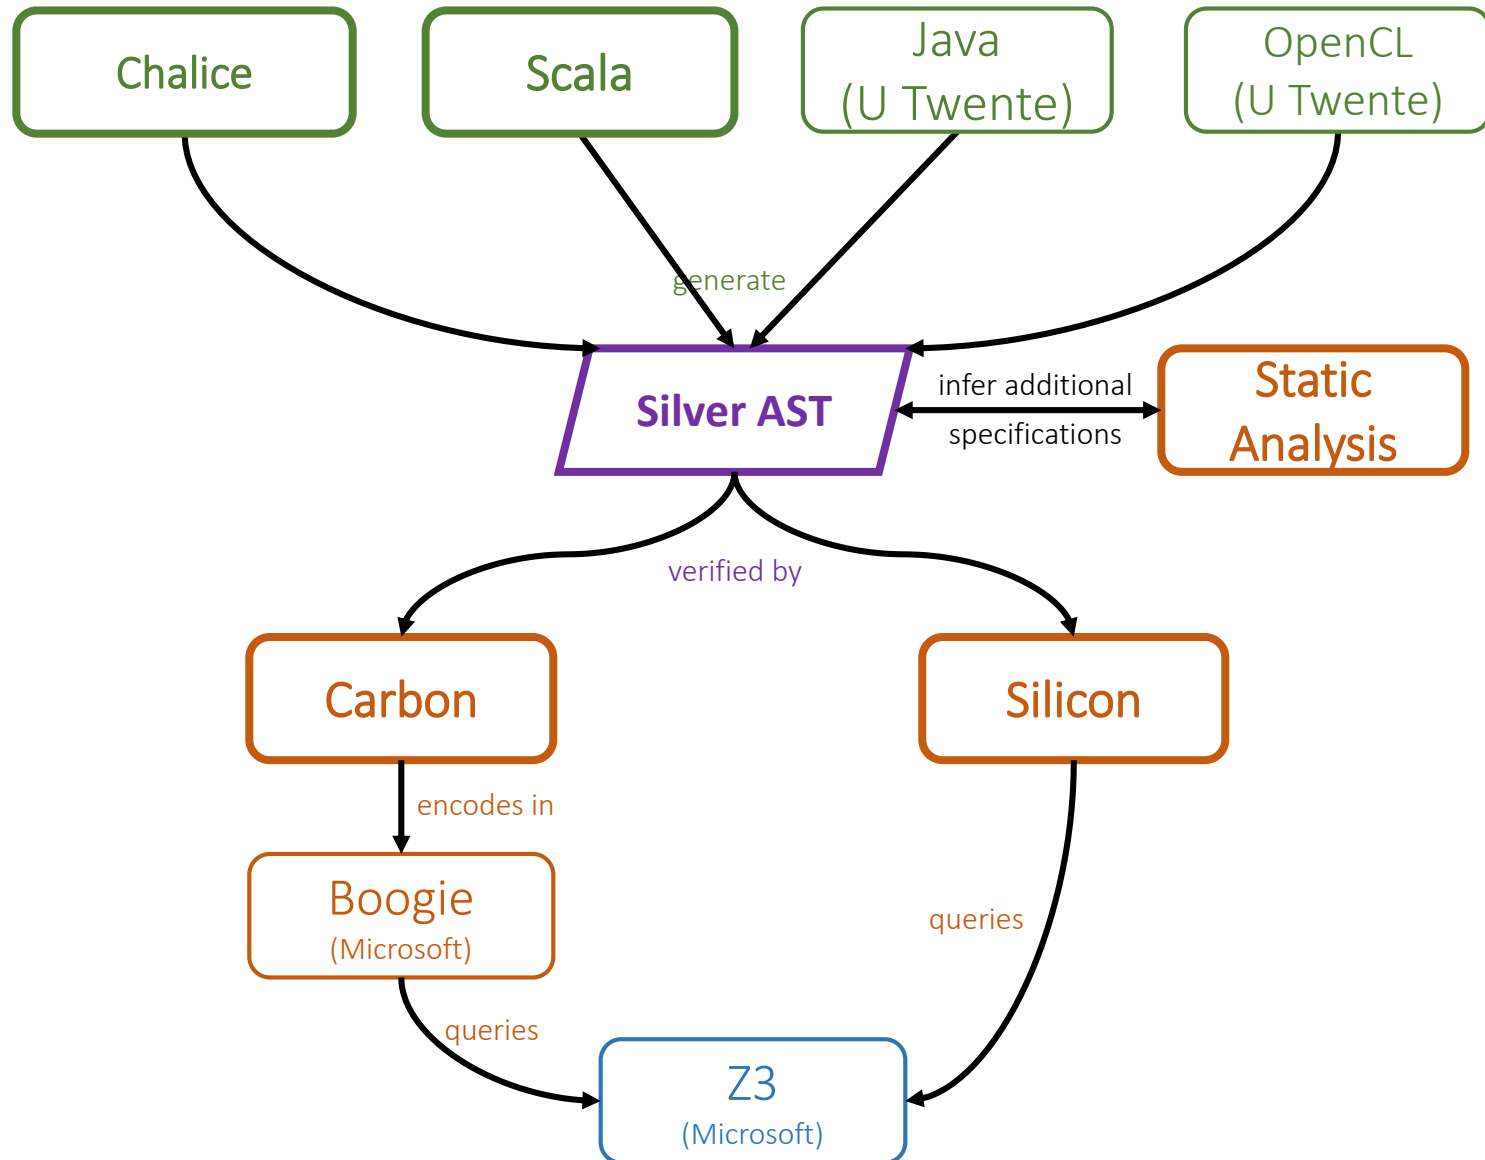 Chalice
Scala
Java
(U Twente)
OpenCL
(U Twente)
generate
Silver AST
infer additional
specifications
Static
Analysis
verified by
Carbon
Silicon
encodes in
Boogie
(Microsoft)
queries
queries
Z3
(Microsoft)